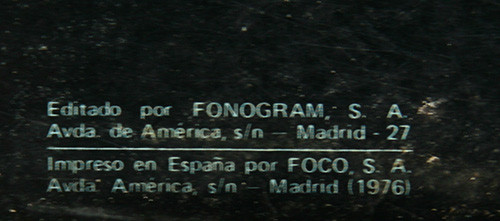 Editado por FONOGRAM, S. A.
Avda. de América, s/n — Madrid - 27
Impreso en España por FOCO, S. A.
Avda. América, s/n — Madrid (1976)